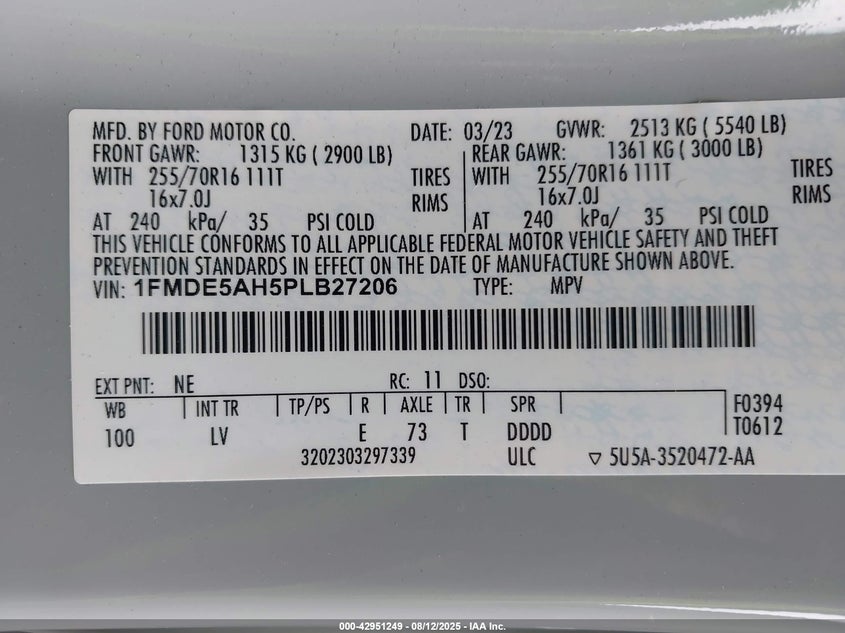 MFD. BY FORD MOTOR CO. DATE: 03/23 GVWR: 2513 KG ( 5540 LB)
FRONT GAWR: 1315 KG ( 2900 LB) REAR GAWR: 1361 KG ( 3000 LB)
WITH 255/70R16 111T TIRES WITH 255/70R16 111T TIRES
16x7.0J RIMS 16x7.0J RIMS
AT 240 kPa/ 35 PSI COLD AT 240 kPa/ 35 PSI COLD
THIS VEHICLE CONFORMS TO ALL APPLICABLE FEDERAL MOTOR VEHICLE SAFETY AND THEFT
PREVENTION STANDARDS IN EFFECT ON THE DATE OF MANUFACTURE SHOWN ABOVE.
VIN: 1FMDE5AH5PLB27206 TYPE: MPV
EXT PNT: NE RC: 11 DSO:
WB INT TR TP/PS R AXLE TR SPR F0394
100 LV E 73 T DDDD T0612
3202303297339 ULC ▽ 5U5A-3520472-AA
000-42951249 - 08/12/2025 - IAA Inc.